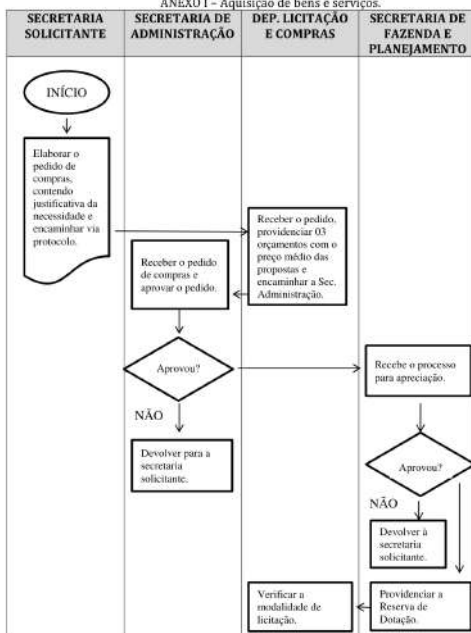 ANEXO I – Aquisição de bens e serviços.
SECRETARIA
SOLICITANTE
SECRETARIA DE
ADMINISTRAÇÃO
DEP. LICITAÇÃO
E COMPRAS
SECRETARIA DE
FAZENDA E
PLANEJAMENTO
INÍCIO
Elaborar o
pedido de
compras,
contendo
justificativa da
necessidade e
encaminhar via
protocolo.
Receber o pedido,
providenciar 03
orçamentos com o
preço médio das
propostas e
encaminhar a Sec.
Administração.
Receber o pedido
de compras e
aprovar o pedido.
Aprovou?
Recebe o processo
para apreciação.
NÃO
Devolver para a
secretaria
solicitante.
Aprovou?
NÃO
Devolver à
secretaria
solicitante.
Providenciar a
Reserva de
Dotação.
Verificar a
modalidade de
licitação.